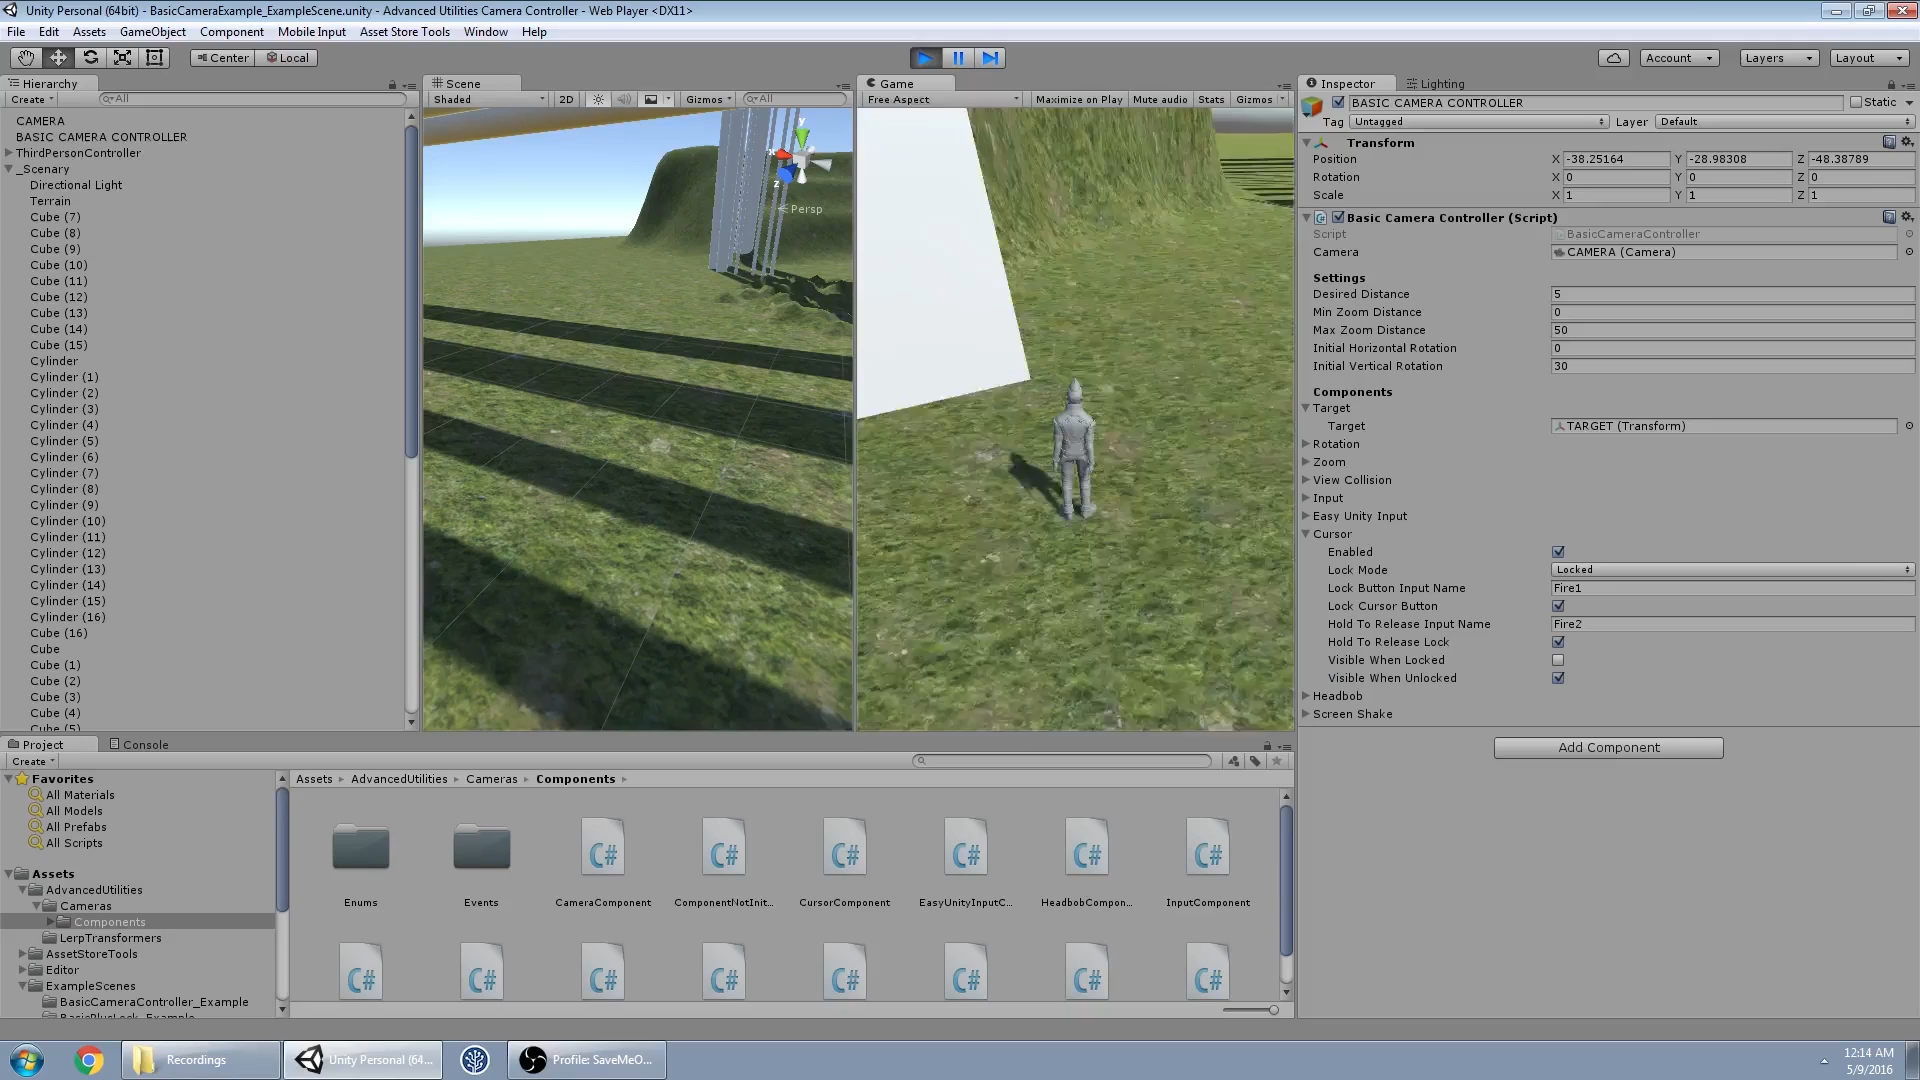 Unity Personal (64bit) - BasicCameraExample_ExampleScene.unity - Advanced Utilities Camera Controller - Web Player <DX11>
File Edit Assets GameObject Component Mobile Input Asset Store Tools Window Help
Center Local Account Layers Layout
Hierarchy
Create All
CAMERA
BASIC CAMERA CONTROLLER
ThirdPersonController
_Scenary
Directional Light
Terrain
Cube (7)
Cube (8)
Cube (9)
Cube (10)
Cube (11)
Cube (12)
Cube (13)
Cube (14)
Cube (15)
Cylinder
Cylinder (1)
Cylinder (2)
Cylinder (3)
Cylinder (4)
Cylinder (5)
Cylinder (6)
Cylinder (7)
Cylinder (8)
Cylinder (9)
Cylinder (10)
Cylinder (11)
Cylinder (12)
Cylinder (13)
Cylinder (14)
Cylinder (15)
Cylinder (16)
Cube (16)
Cube
Cube (1)
Cube (2)
Cube (3)
Cube (4)
Cube (5)
Scene
Shaded 2D Gizmos All
y
x
z
Persp
Game
Free Aspect Maximize on Play Mute audio Stats Gizmos
Inspector Lighting
BASIC CAMERA CONTROLLER Static
Tag Untagged Layer Default
Transform
Position X -38.25164 Y -28.98308 Z -48.38789
Rotation X 0 Y 0 Z 0
Scale X 1 Y 1 Z 1
Basic Camera Controller (Script)
Script BasicCameraController
Camera CAMERA (Camera)
Settings
Desired Distance 5
Min Zoom Distance 0
Max Zoom Distance 50
Initial Horizontal Rotation 0
Initial Vertical Rotation 30
Components
Target
Target TARGET (Transform)
Rotation
Zoom
View Collision
Input
Easy Unity Input
Cursor
Enabled
Lock Mode Locked
Lock Button Input Name Fire1
Lock Cursor Button
Hold To Release Input Name Fire2
Hold To Release Lock
Visible When Locked
Visible When Unlocked
Headbob
Screen Shake
Add Component
Project Console
Create
Favorites
All Materials
All Models
All Prefabs
All Scripts
Assets
AdvancedUtilities
Cameras
Components
LerpTransformers
AssetStoreTools
Editor
ExampleScenes
BasicCameraController_Example
BasicPlusLock_Example
Assets AdvancedUtilities Cameras Components
C# C# C# C# C# C#
Enums Events CameraComponent ComponentNotInit... CursorComponent EasyUnityInputC... HeadbobCompon... InputComponent
C# C# C# C# C# C# C# C#
Recordings
Unity Personal (64...
Profile: SaveMeO...
12:14 AM
5/9/2016